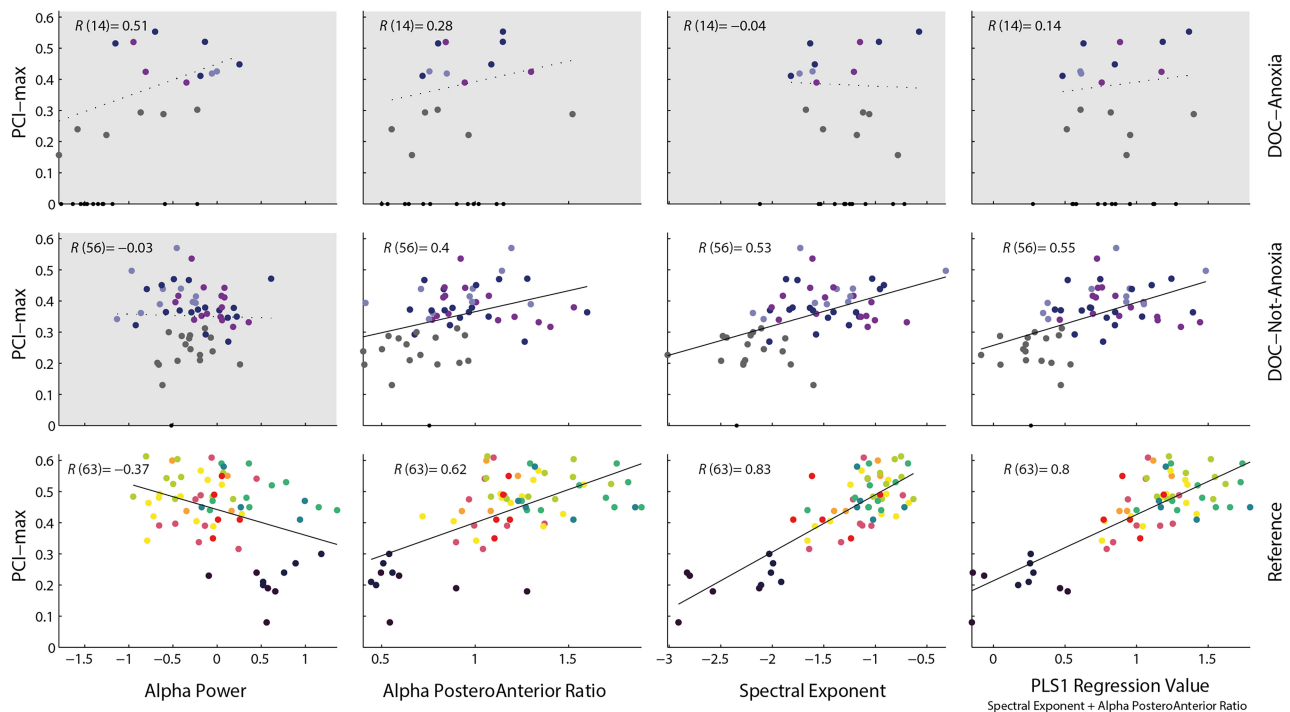 R (14)= 0.51
R (14)= 0.28
R (14)= −0.04
R (14)= 0.14
0.6
0.5
0.4
0.3
0.2
0.1
0
PCI−max
DOC−Anoxia
R (56)= −0.03
R (56)= 0.4
R (56)= 0.53
R (56)= 0.55
0.6
0.5
0.4
0.3
0.2
0.1
0
PCI−max
DOC−Not−Anoxia
R (63)= −0.37
R (63)= 0.62
R (63)= 0.83
R (63)= 0.8
0.6
0.5
0.4
0.3
0.2
0.1
0
PCI−max
Reference
−1.5 −1 −0.5 0 0.5 1
0.5 1 1.5
−3 −2.5 −2 −1.5 −1 −0.5
0 0.5 1 1.5
Alpha Power
Alpha PosteroAnterior Ratio
Spectral Exponent
PLS1 Regression Value
Spectral Exponent + Alpha PosteroAnterior Ratio